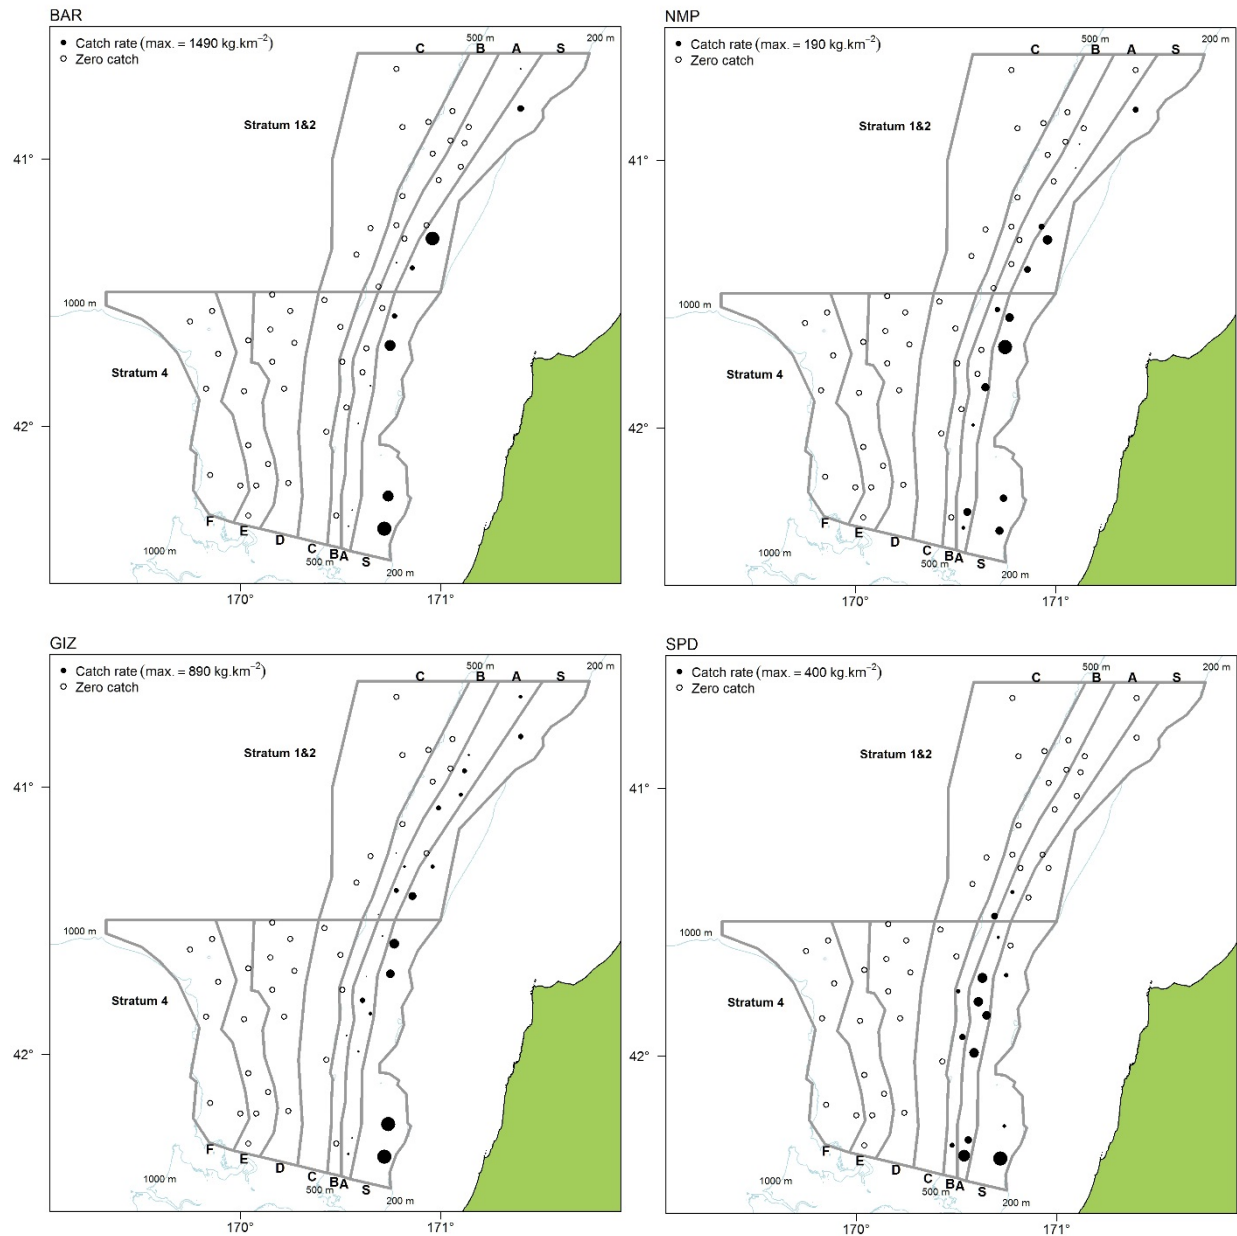 BAR
Catch rate (max. = 1490 kg.km−2)
Zero catch
500 m
200 m
C B A S
Stratum 1&2
41°
1000 m
Stratum 4
42°
F E D C B A S
1000 m
500 m
200 m
170° 171°
NMP
Catch rate (max. = 190 kg.km−2)
Zero catch
500 m
200 m
C B A S
Stratum 1&2
41°
1000 m
Stratum 4
42°
F E D C B A S
1000 m
500 m
200 m
170° 171°
GIZ
Catch rate (max. = 890 kg.km−2)
Zero catch
500 m
200 m
C B A S
Stratum 1&2
41°
1000 m
Stratum 4
42°
F E D C B A S
1000 m
500 m
200 m
170° 171°
SPD
Catch rate (max. = 400 kg.km−2)
Zero catch
500 m
200 m
C B A S
Stratum 1&2
41°
1000 m
Stratum 4
42°
F E D C B A S
1000 m
500 m
200 m
170° 171°